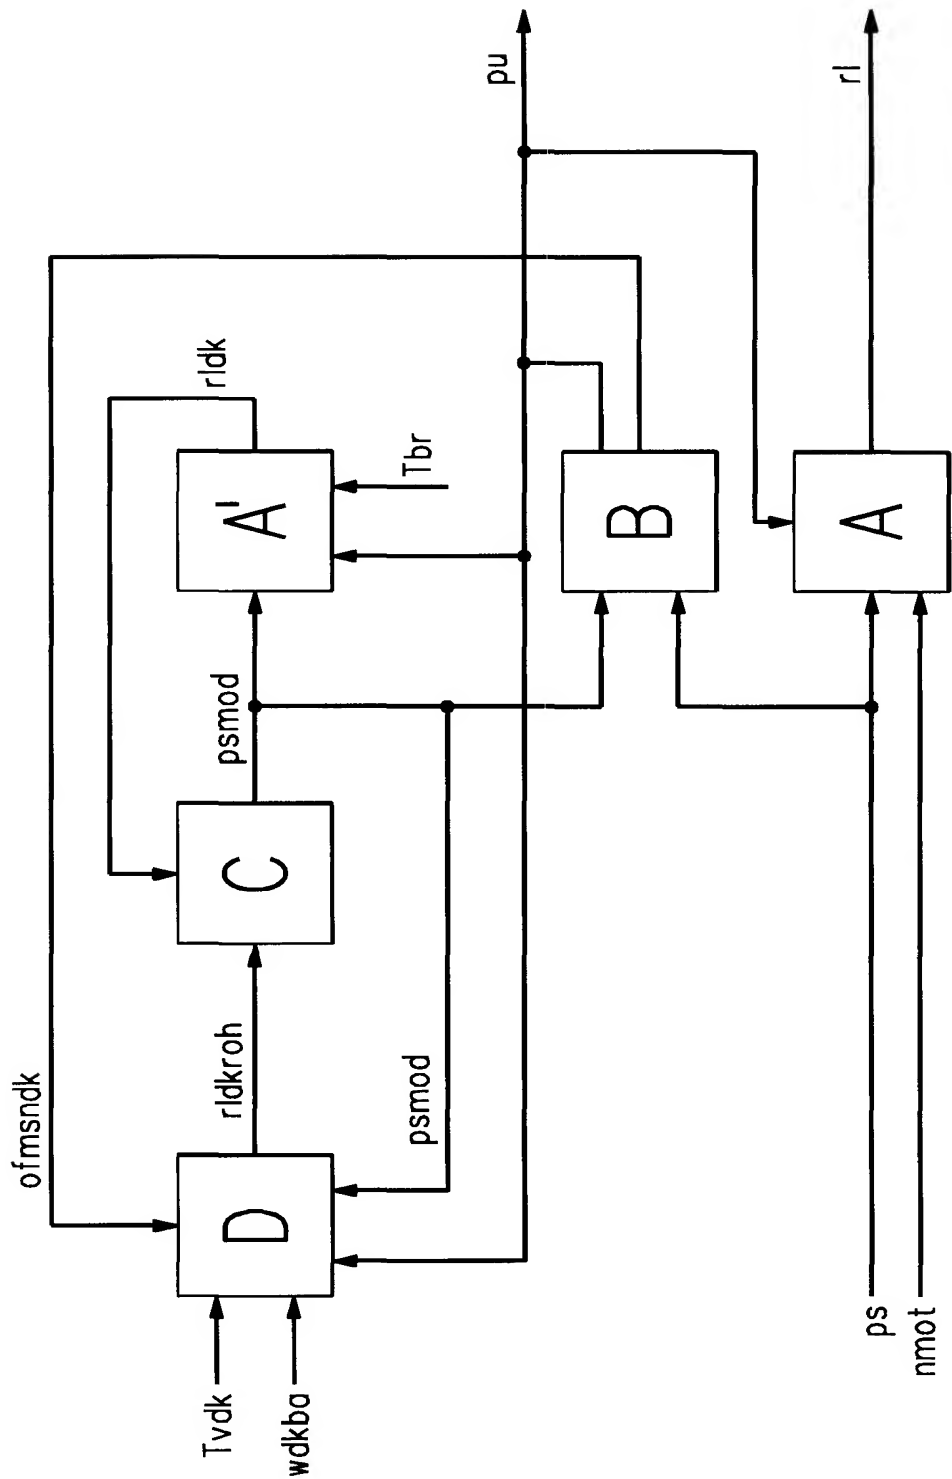 ofmsndk
rldk
Tvdk
rldkroh
psmod
D
C
A'
wdkba
psmod
Tbr
pu
B
rl
A
ps
nmot